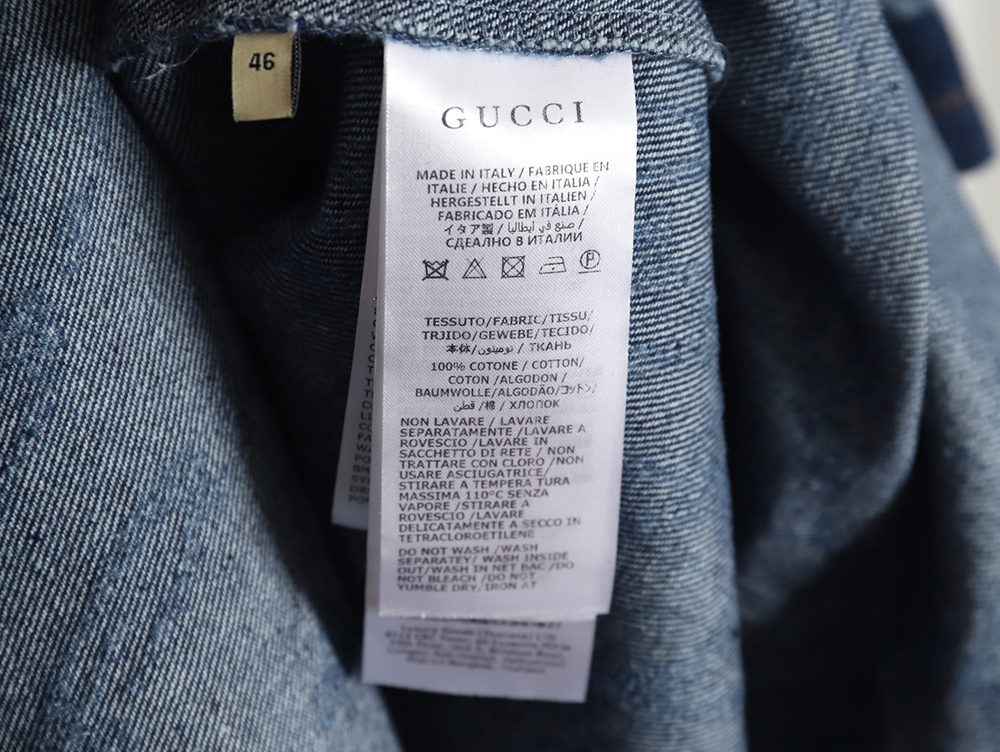 46
GUCCI
MADE IN ITALY / FABRIQUE EN
ITALIE / HECHO EN ITALIA /
HERGESTELLT IN ITALIEN /
FABRICADO EM ITÁLIA /
イタア製 / صنع في أيطاليا /
СДЕАЛНО В ИТАЛИИ
P
TESSUTO/FABRIC/TISSU/
TRJIDO/GEWEBE/TECIDO/
本体/نوميتون / ТКАНЬ
100% COTONE / COTTON/
COTON /ALGODON /
BAUMWOLLE/ALGODÃO/コットン/
قطن /棉 / ХЛОПОК
NON LAVARE / LAVARE
SEPARATAMENTE /LAVARE A
ROVESCIO /LAVARE IN
SACCHETTO DI RETE / NON
TRATTARE CON CLORO /NON
USARE ASCIUGATRICE/
STIRARE A TEMPERA TURA
MASSIMA 110°C SENZA
VAPORE /STIRARE A
ROVESCIO /LAVARE
DELICATAMENTE A SECCO IN
TETRACLOROETILENE
DO NOT WASH /WASH
SEPARATEY/ WASH INSIDE
OUT/WASH IN NET BAG /DO
NOT BLEACH /DO NOT
YUMBLE DRY/IRON AT